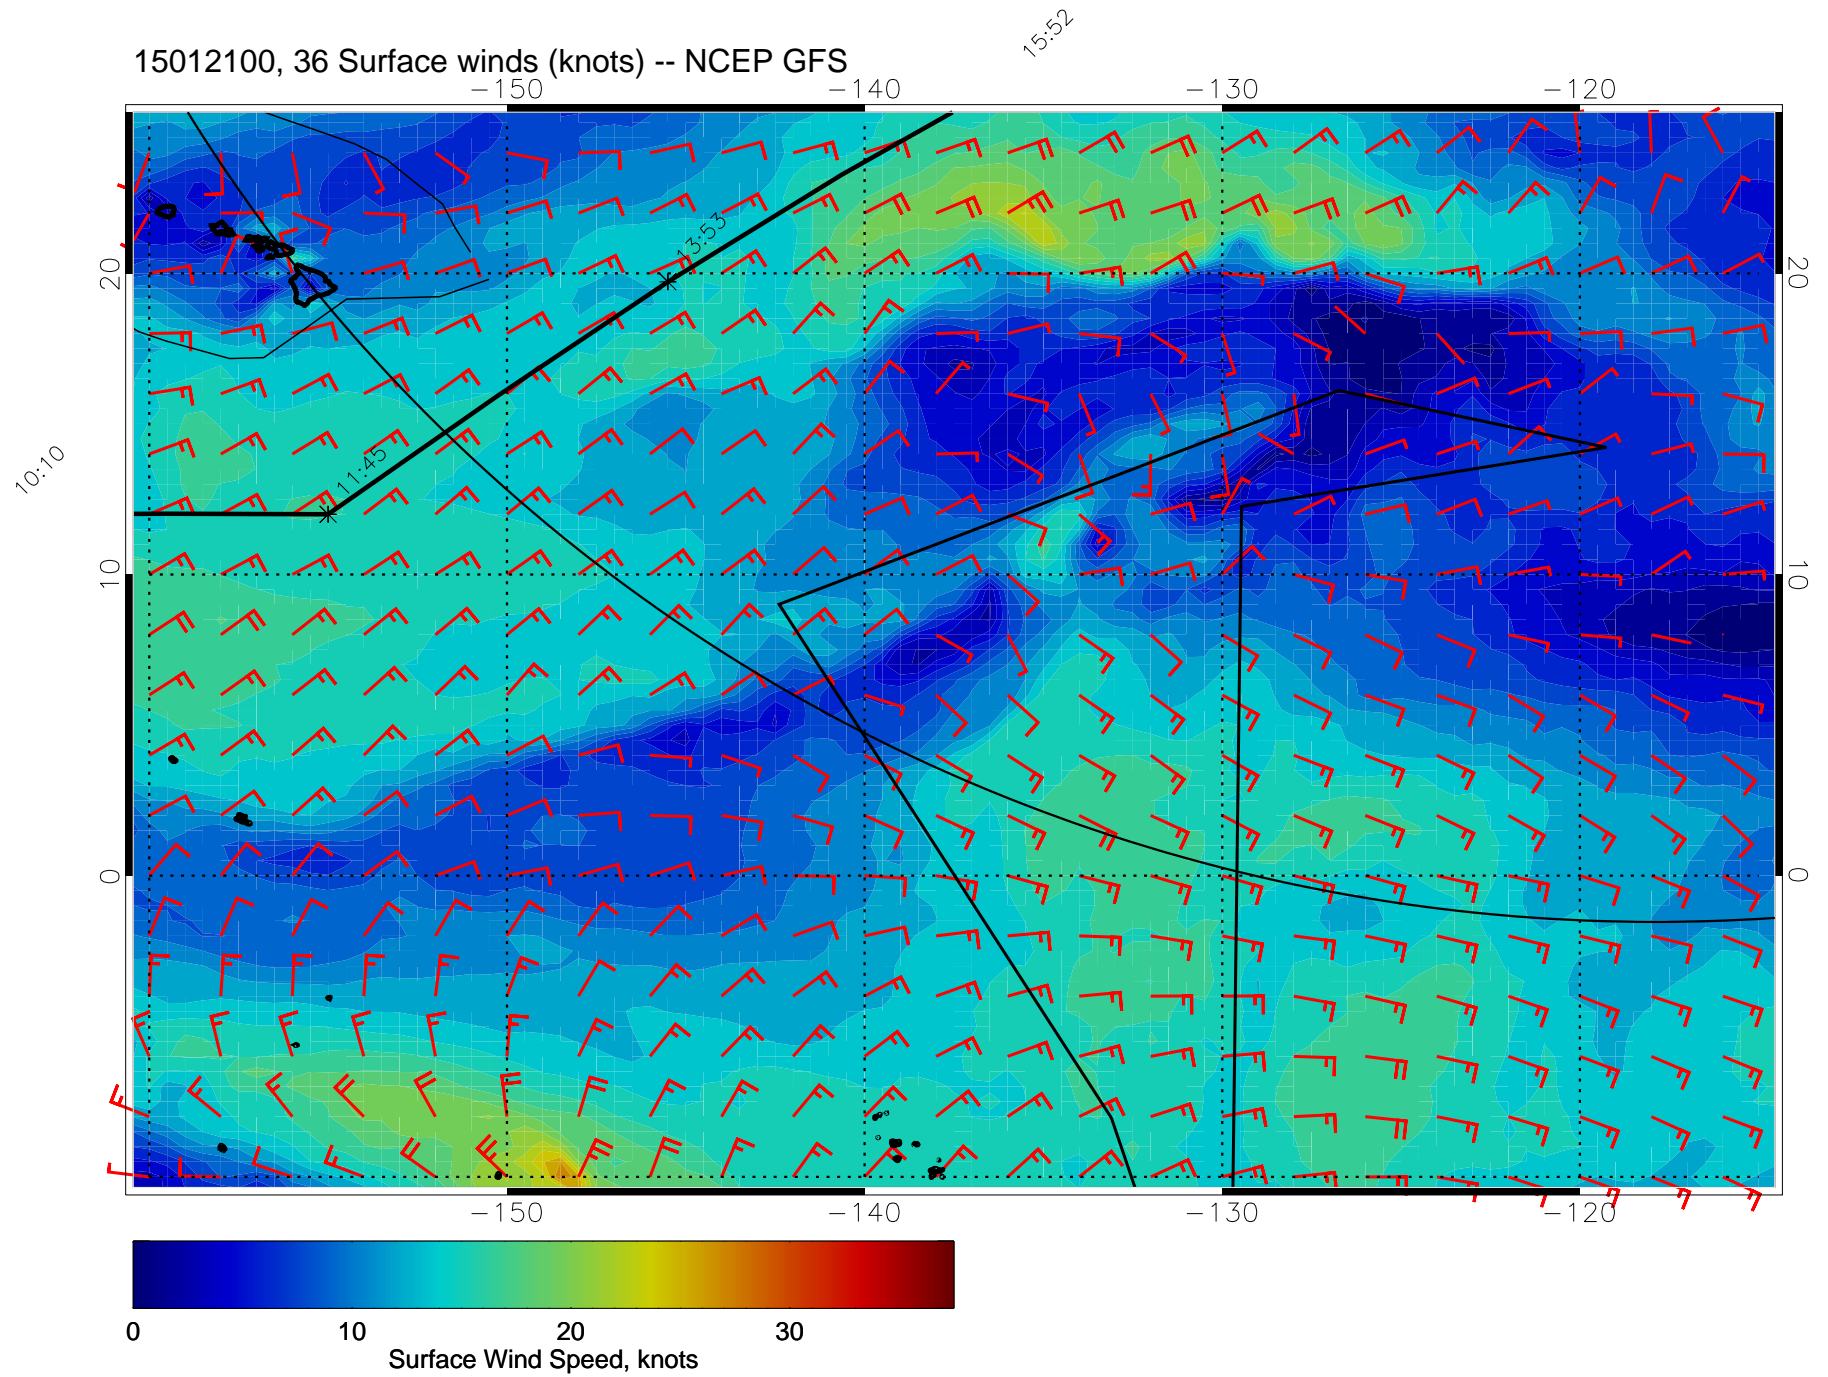 15:52
15012100, 36 Surface winds (knots) -- NCEP GFS
-150 -140 -130 -120
13:53
20 20
11:45
10:10
10 10
0 0
-150 -140 -130 -120
0 10 20 30
Surface Wind Speed, knots